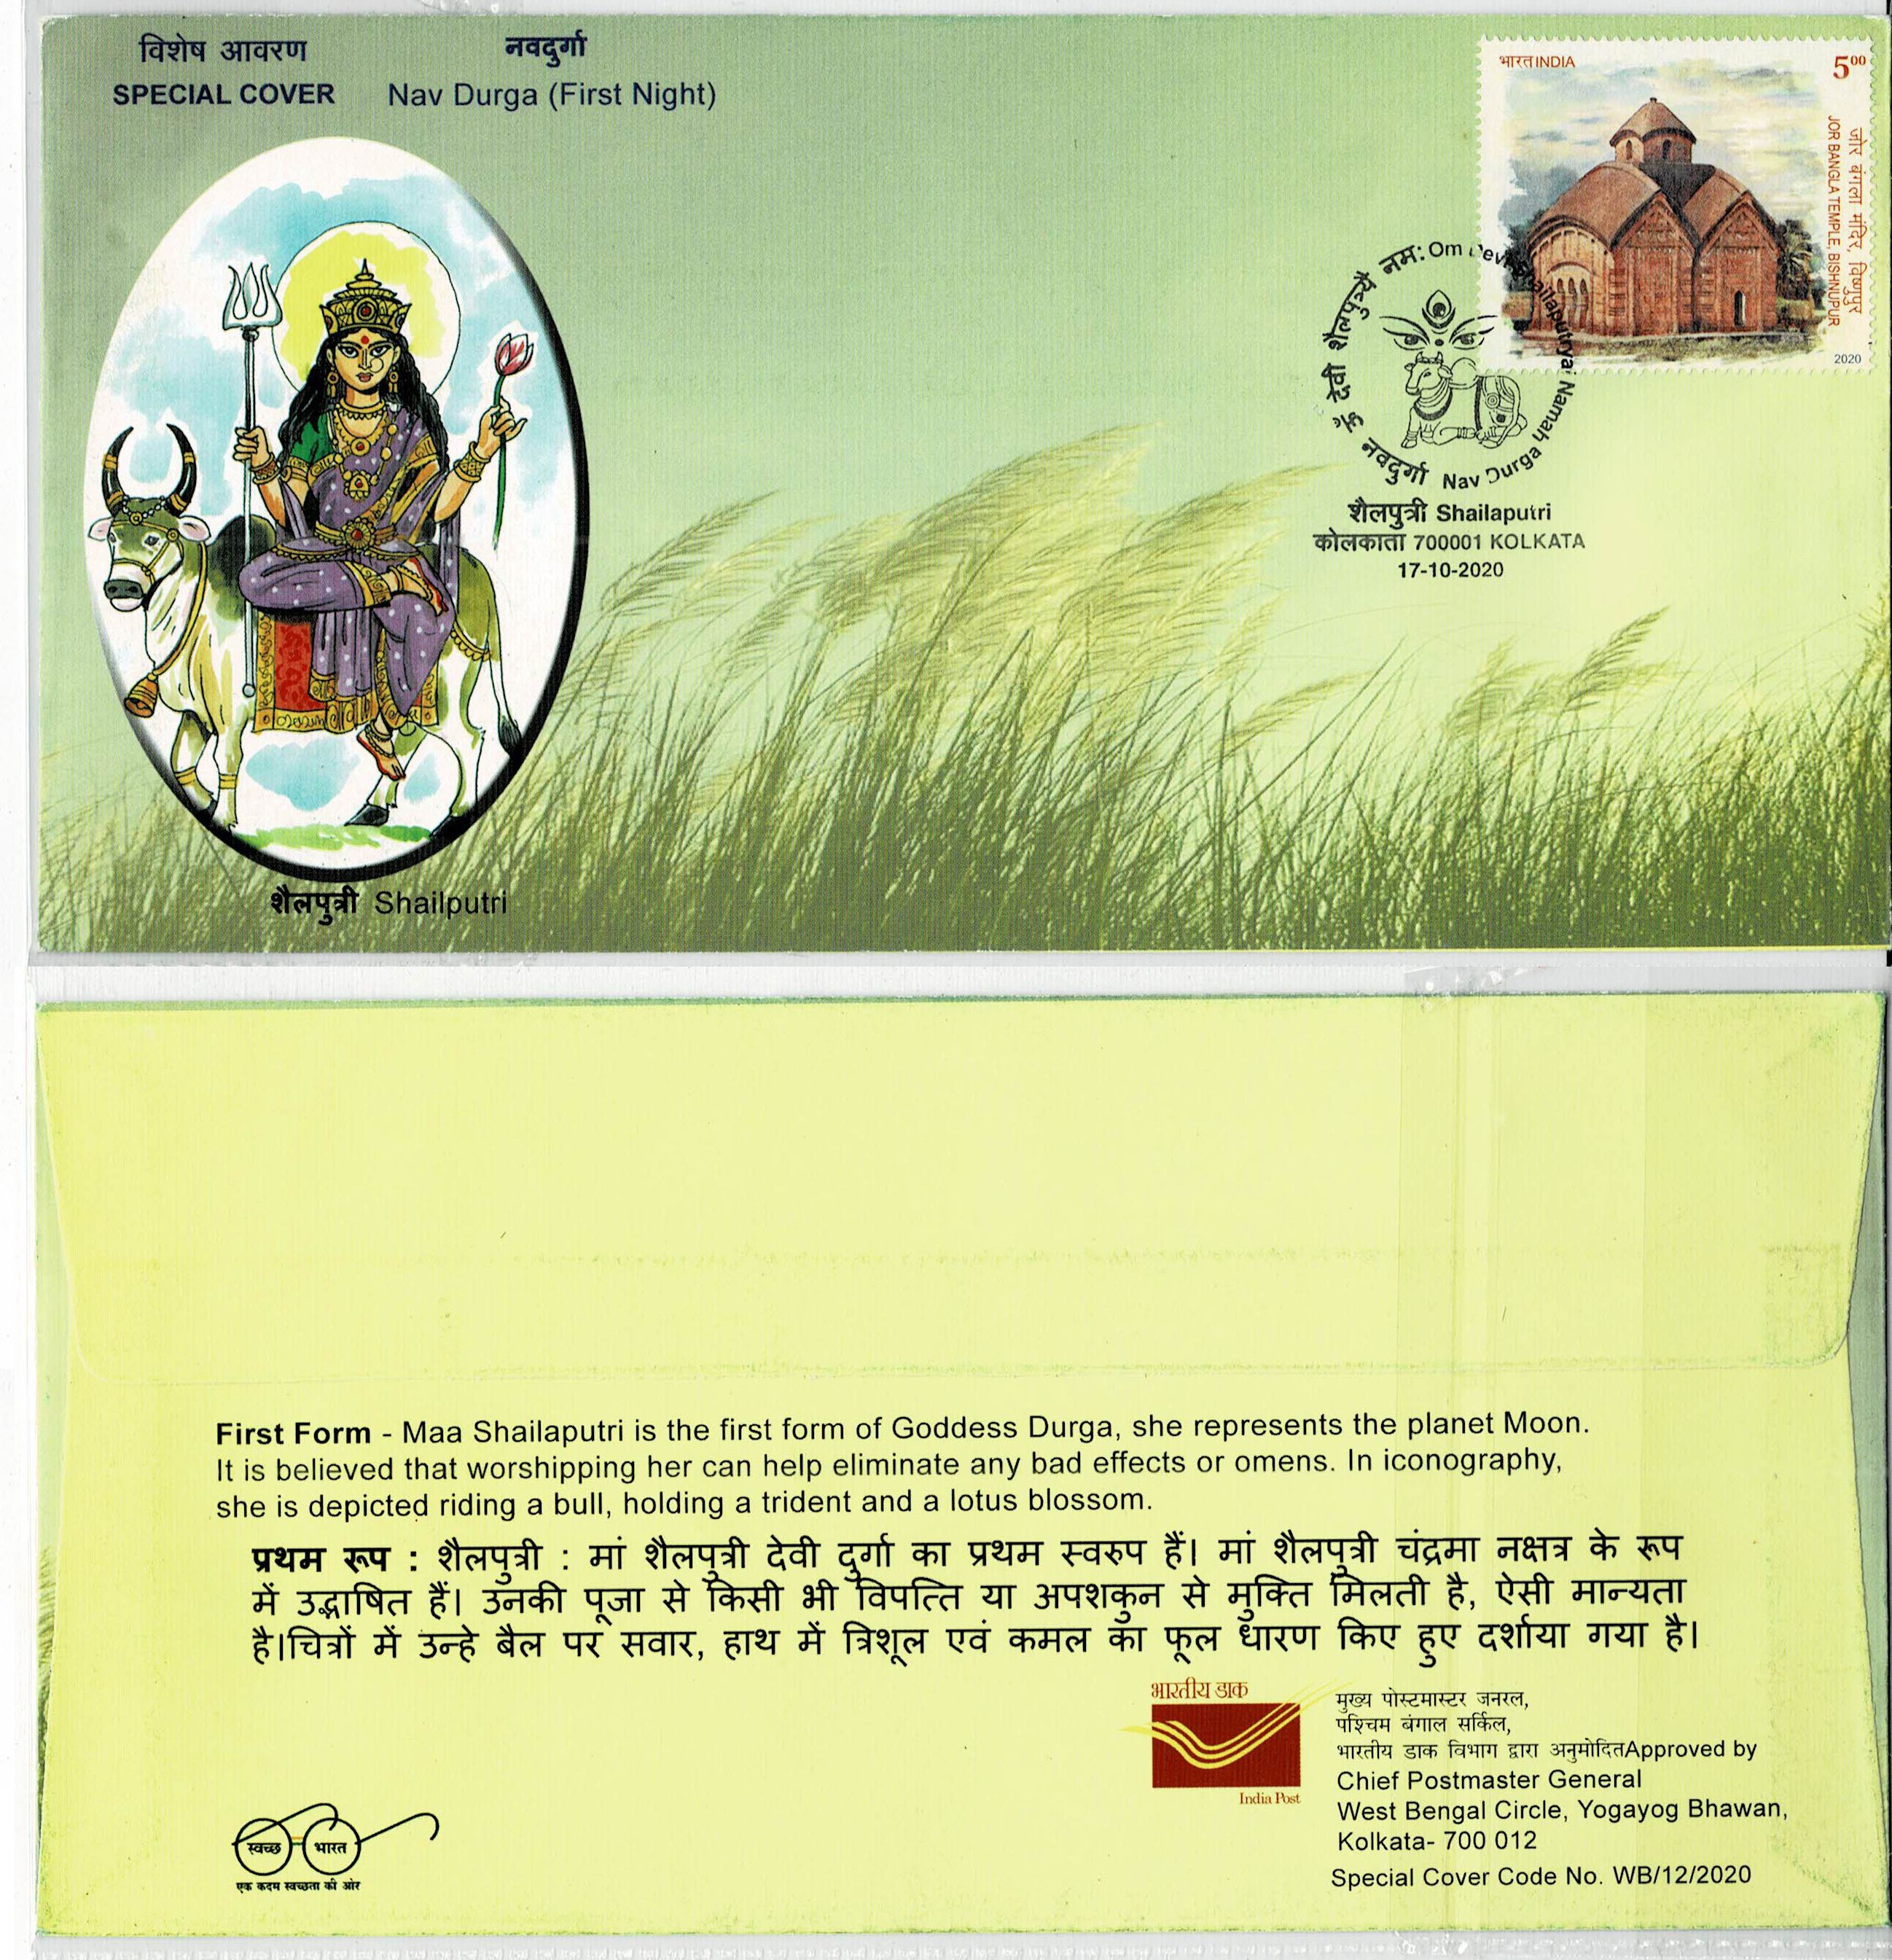 विशेष आवरण
नवदुर्गा
SPECIAL COVER
Nav Durga (First Night)
भारत INDIA
500
जोर बंगला मंदिर, बिष्णुपुर
JOR BANGLA TEMPLE, BISHNUPUR
2020
ॐ देवी शैलपुत्र्यै नम: Om Devi Shailaputryai Namah
नवदुर्गा Nav Durga
शैलपुत्री Shailaputri
कोलकाता 700001 KOLKATA
17-10-2020
शैलपुत्री Shailputri
First Form - Maa Shailaputri is the first form of Goddess Durga, she represents the planet Moon.
It is believed that worshipping her can help eliminate any bad effects or omens. In iconography,
she is depicted riding a bull, holding a trident and a lotus blossom.
प्रथम रूप : शैलपुत्री : मां शैलपुत्री देवी दुर्गा का प्रथम स्वरुप हैं। मां शैलपुत्री चंद्रमा नक्षत्र के रूप
में उद्भाषित हैं। उनकी पूजा से किसी भी विपत्ति या अपशकुन से मुक्ति मिलती है, ऐसी मान्यता
है।चित्रों में उन्हे बैल पर सवार, हाथ में त्रिशूल एवं कमल का फूल धारण किए हुए दर्शाया गया है।
भारतीय डाक
India Post
मुख्य पोस्टमास्टर जनरल,
पश्चिम बंगाल सर्किल,
भारतीय डाक विभाग द्वारा अनुमोदितApproved by
Chief Postmaster General
West Bengal Circle, Yogayog Bhawan,
Kolkata- 700 012
Special Cover Code No. WB/12/2020
स्वच्छ भारत
एक कदम स्वच्छता की ओर